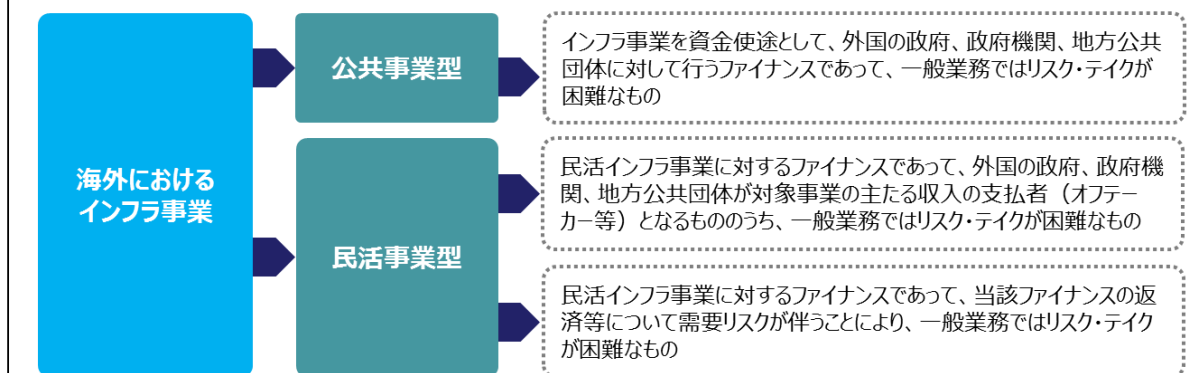 海外における
インフラ事業
公共事業型
インフラ事業を資金使途として、外国の政府、政府機関、地方公共
団体に対して行うファイナンスであって、一般業務ではリスク・テイクが
困難なもの
民活事業型
民活インフラ事業に対するファイナンスであって、外国の政府、政府機
関、地方公共団体が対象事業の主たる収入の支払者（オフテー
カー等）となるもののうち、一般業務ではリスク・テイクが困難なもの
民活インフラ事業に対するファイナンスであって、当該ファイナンスの返
済等について需要リスクが伴うことにより、一般業務ではリスク・テイク
が困難なもの